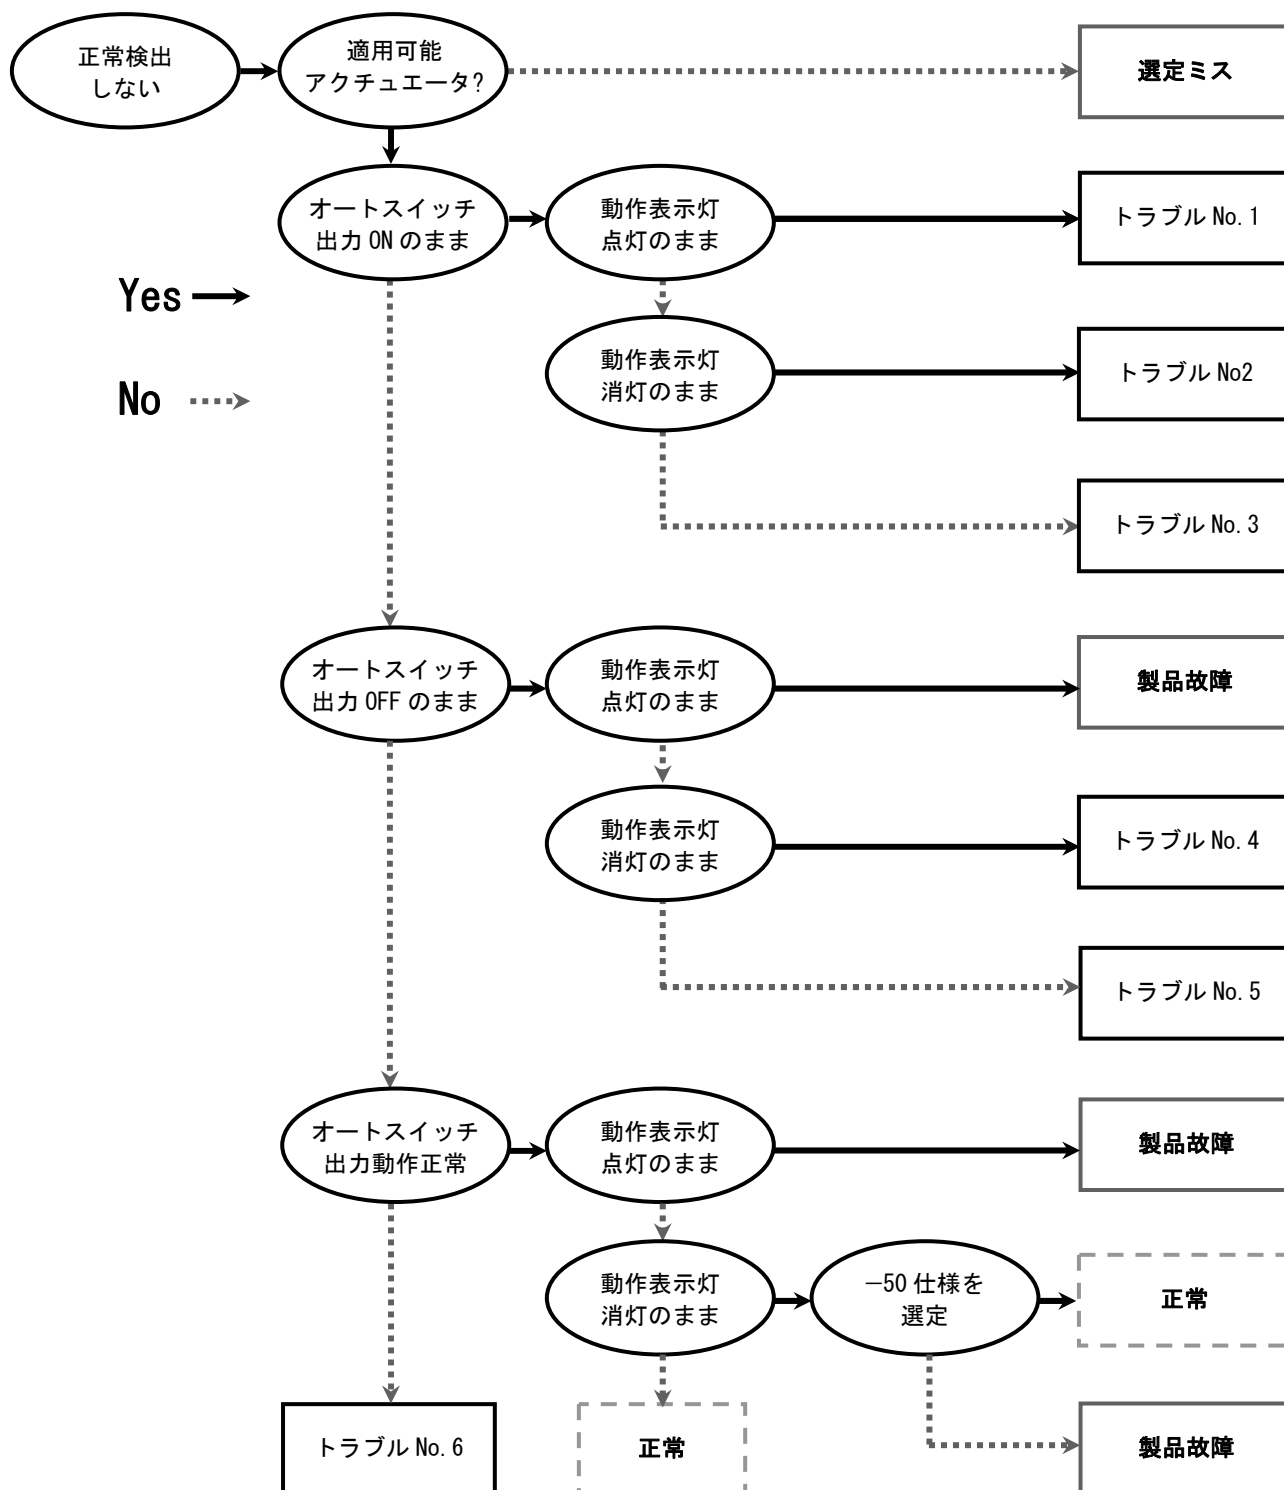 正常検出
しない
適用可能
アクチュエータ?
選定ミス
オートスイッチ
出力 ON のまま
動作表示灯
点灯のまま
トラブル No. 1
Yes
動作表示灯
消灯のまま
トラブル No2
No
トラブル No. 3
オートスイッチ
出力 OFF のまま
動作表示灯
点灯のまま
製品故障
動作表示灯
消灯のまま
トラブル No. 4
トラブル No. 5
オートスイッチ
出力動作正常
動作表示灯
点灯のまま
製品故障
動作表示灯
消灯のまま
−50 仕様を
選定
正常
トラブル No. 6
正常
製品故障